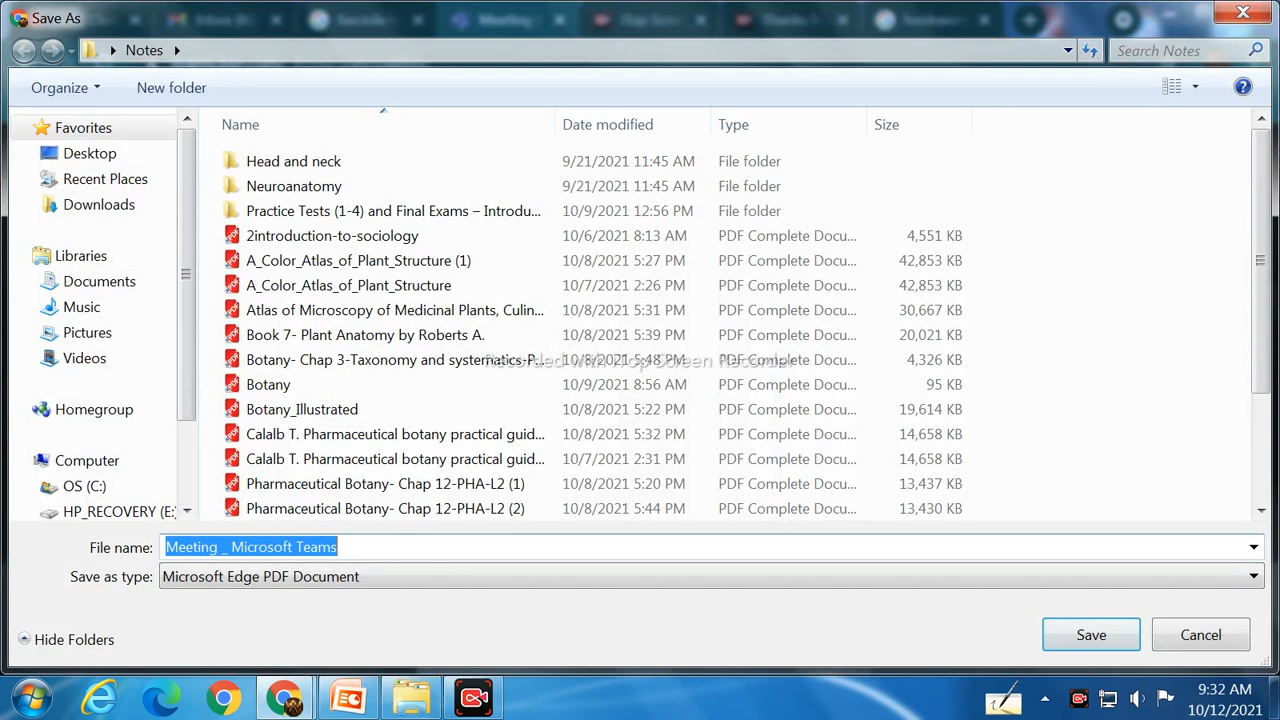 Save As
Notes
Search Notes
Organize
New folder
Name Date modified Type Size
Favorites
Desktop
Recent Places
Downloads
Libraries
Documents
Music
Pictures
Videos
Homegroup
Computer
OS (C:)
HP_RECOVERY (E:
Head and neck 9/21/2021 11:45 AM File folder
Neuroanatomy 9/21/2021 11:45 AM File folder
Practice Tests (1-4) and Final Exams – Introdu... 10/9/2021 12:56 PM File folder
2introduction-to-sociology 10/6/2021 8:13 AM PDF Complete Docu... 4,551 KB
A_Color_Atlas_of_Plant_Structure (1) 10/8/2021 5:27 PM PDF Complete Docu... 42,853 KB
A_Color_Atlas_of_Plant_Structure 10/7/2021 2:26 PM PDF Complete Docu... 42,853 KB
Atlas of Microscopy of Medicinal Plants, Culin... 10/8/2021 5:31 PM PDF Complete Docu... 30,667 KB
Book 7- Plant Anatomy by Roberts A. 10/8/2021 5:39 PM PDF Complete Docu... 20,021 KB
Botany- Chap 3-Taxonomy and systematics-P... 10/8/2021 5:48 PM PDF Complete Docu... 4,326 KB
Recorded with iTop Screen Recorder
Botany 10/9/2021 8:56 AM PDF Complete Docu... 95 KB
Botany_Illustrated 10/8/2021 5:22 PM PDF Complete Docu... 19,614 KB
Calalb T. Pharmaceutical botany practical guid... 10/8/2021 5:32 PM PDF Complete Docu... 14,658 KB
Calalb T. Pharmaceutical botany practical guid... 10/7/2021 2:31 PM PDF Complete Docu... 14,658 KB
Pharmaceutical Botany- Chap 12-PHA-L2 (1) 10/8/2021 5:20 PM PDF Complete Docu... 13,437 KB
Pharmaceutical Botany- Chap 12-PHA-L2 (2) 10/8/2021 5:44 PM PDF Complete Docu... 13,430 KB
File name: Meeting _ Microsoft Teams
Save as type: Microsoft Edge PDF Document
Hide Folders
Save
Cancel
9:32 AM
10/12/2021